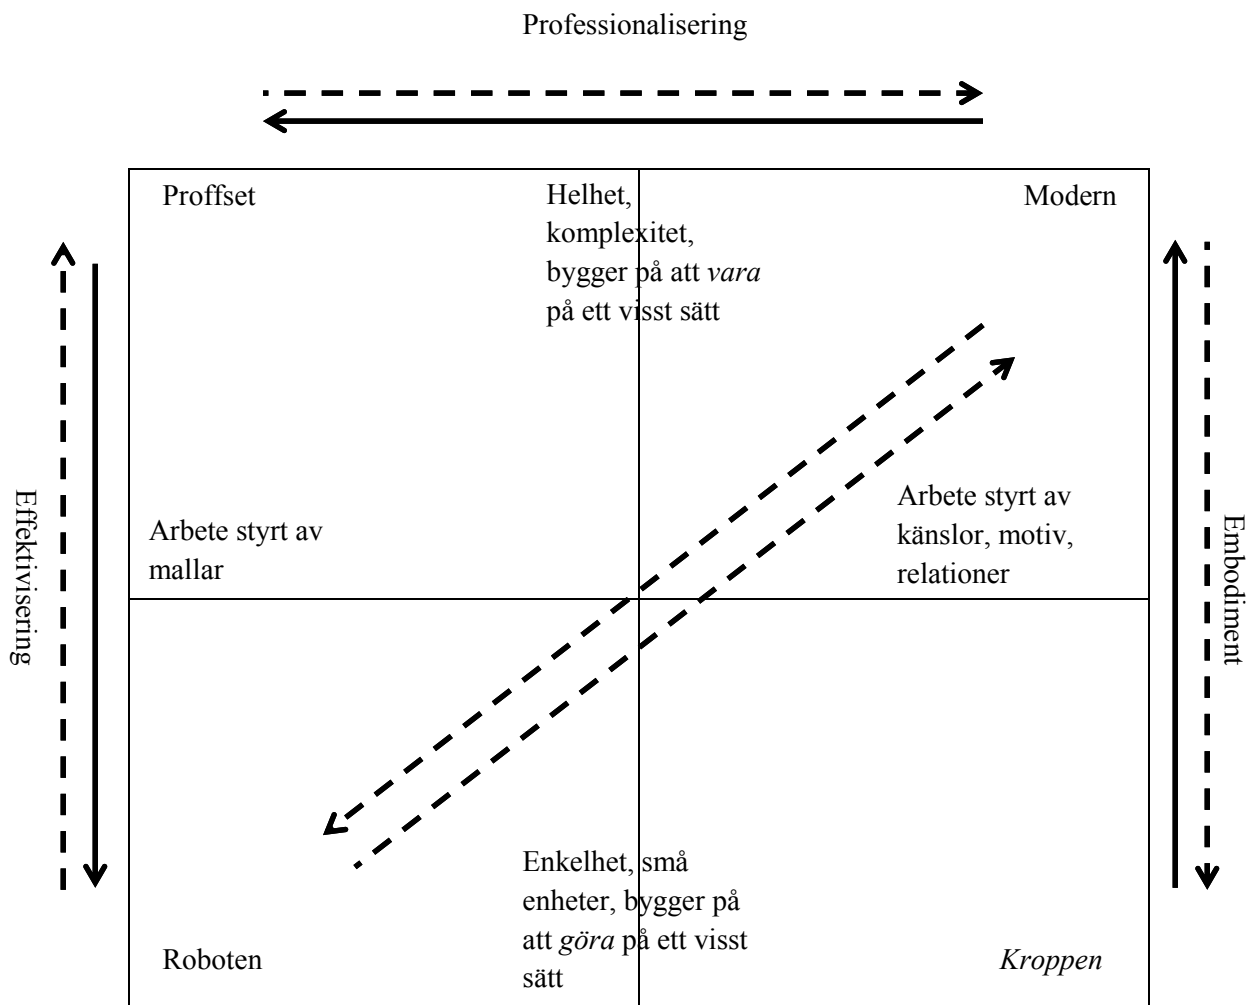 Professionalisering
Proffset
Helhet,
komplexitet,
bygger på att vara
på ett visst sätt
Modern
Effektivisering
Arbete styrt av
mallar
Arbete styrt av
känslor, motiv,
relationer
Embodiment
Enkelhet, små
enheter, bygger på
att göra på ett visst
sätt
Roboten
Kroppen